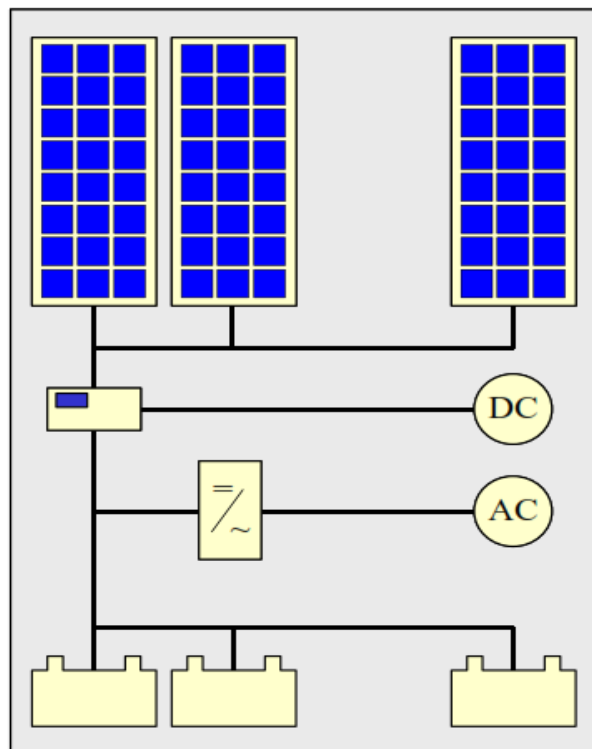 DC
=
/
~
AC